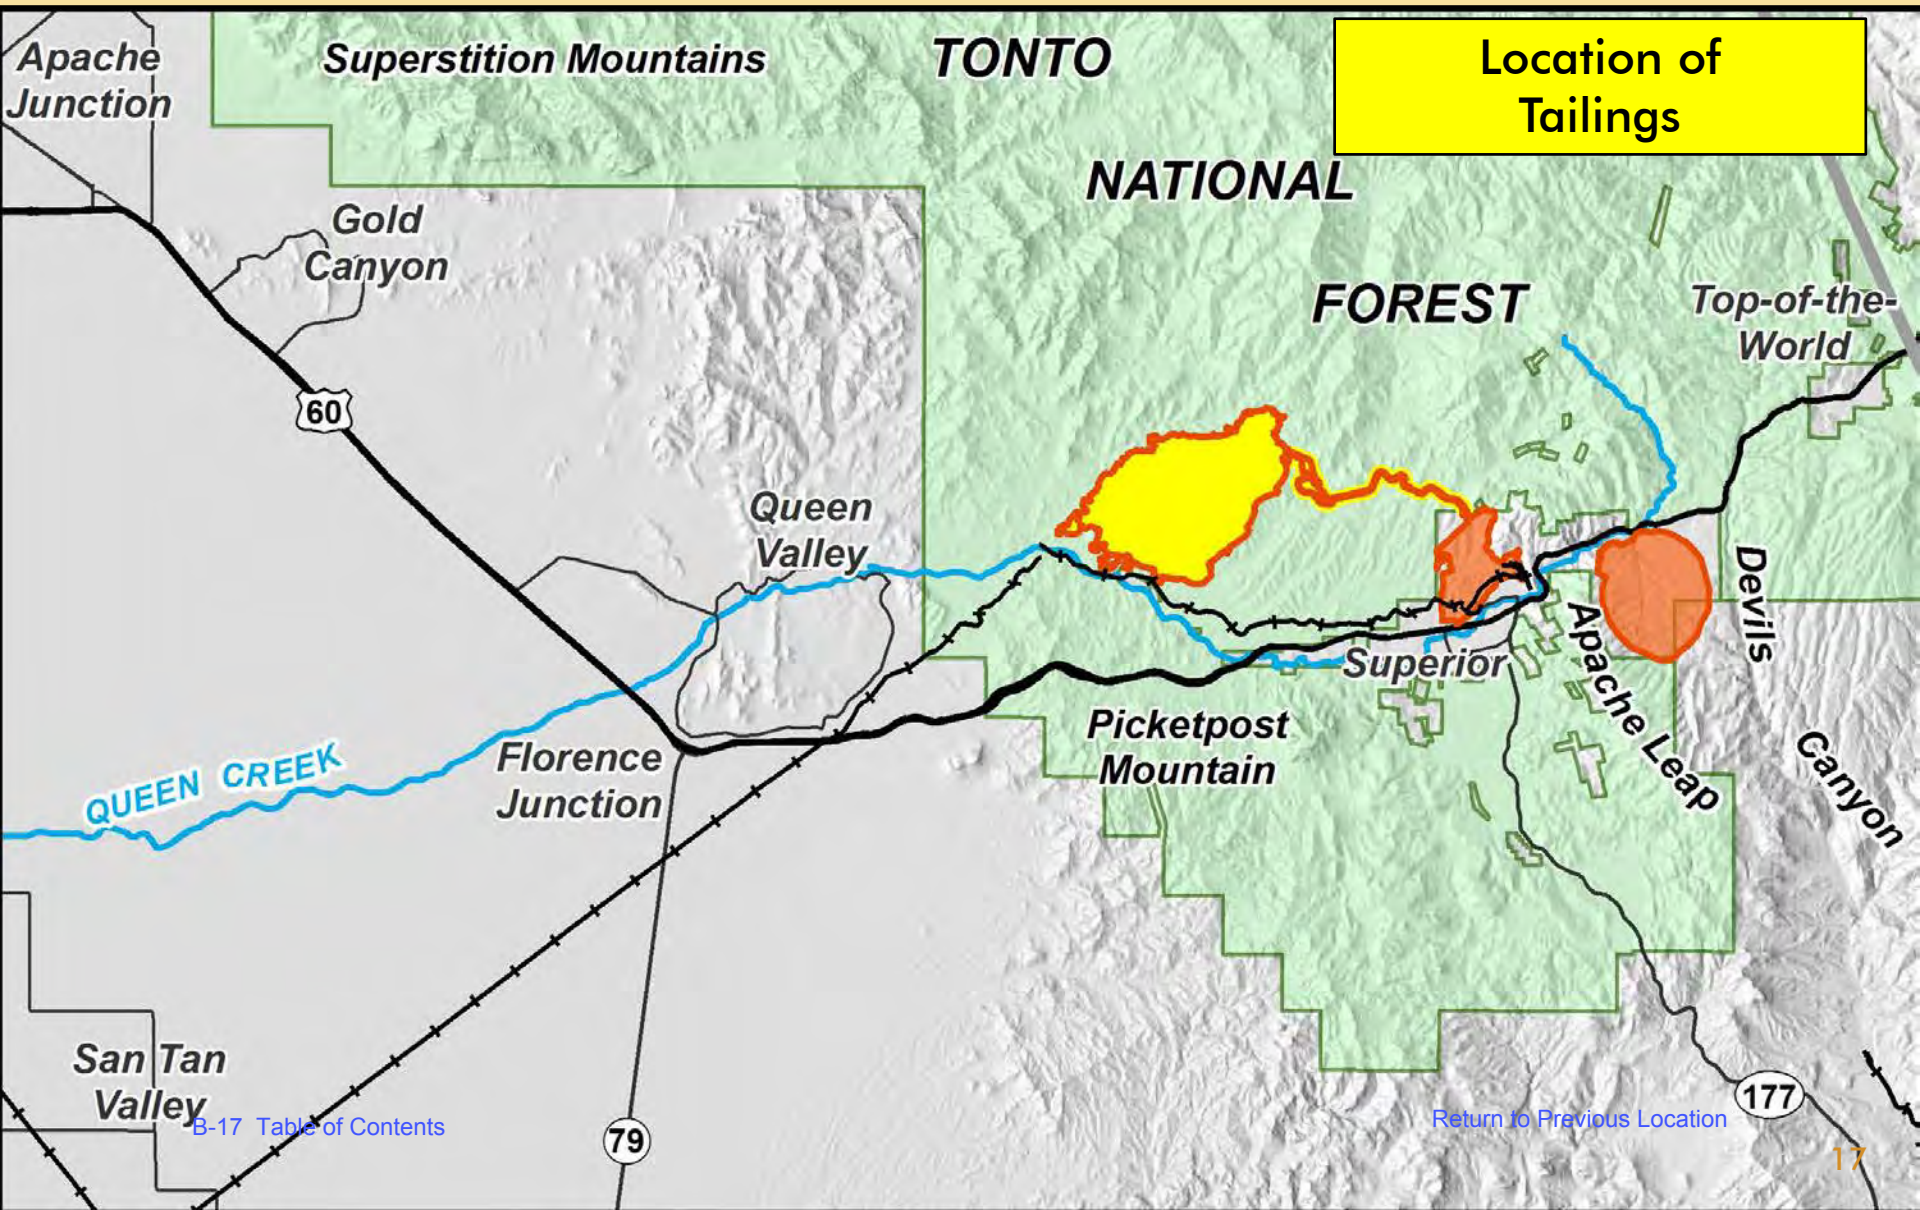 Location of
Tailings
Apache
Junction
Superstition Mountains
TONTO
NATIONAL
FOREST
Gold
Canyon
Top-of-the-
World
60
Queen
Valley
Devils
Canyon
Apache Leap
Superior
Picketpost
Mountain
Florence
Junction
QUEEN CREEK
San Tan
Valley
79
177
B-17 Table of Contents
Return to Previous Location
17